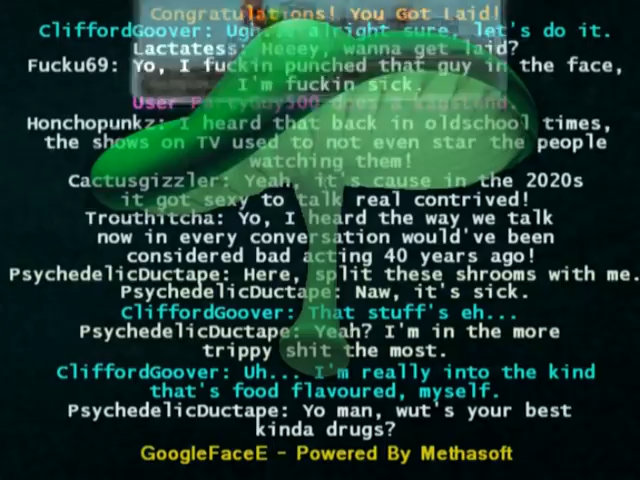 Congratulations! You Got Laid!
CliffordGoover: Ugh, alright sure, let's do it.
Lactatess: Heeey, wanna get laid?
Fucku69: Yo, I fuckin punched that guy in the face,
I'm fuckin sick.
User does a kegstand.
Honchopunkz: I heard that back in oldschool times,
the shows on TV used to not even star the people
watching them!
Cactusgizzler: Yeah, it's cause in the 2020s
it got sexy to talk real contrived!
Trouthitcha: Yo, I heard the way we talk
now in every conversation would've been
considered bad acting 40 years ago!
PsychedelicDuctape: Here, split these shrooms with me.
PsychedelicDuctape: Naw, it's sick.
CliffordGoover: That stuff's eh...
PsychedelicDuctape: Yeah? I'm in the more
trippy shit the most.
CliffordGoover: Uh... I'm really into the kind
that's food flavoured, myself.
PsychedelicDuctape: Yo man, wut's your best
kinda drugs?
GoogleFaceE - Powered By Methasoft